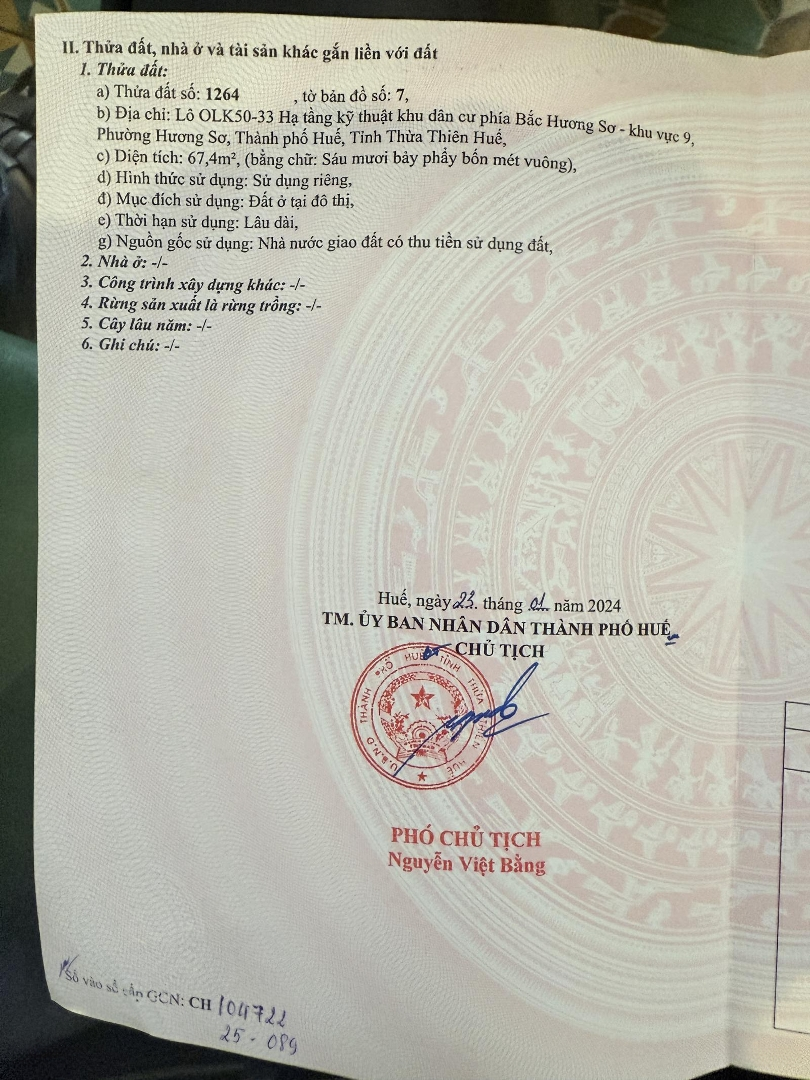 II. Thửa đất, nhà ở và tài sản khác gắn liền với đất
1. Thửa đất:
a) Thửa đất số: 1264 , tờ bản đồ số: 7,
b) Địa chỉ: Lô OLK50-33 Hạ tầng kỹ thuật khu dân cư phía Bắc Hương Sơ - khu vực 9,
Phường Hương Sơ, Thành phố Huế, Tỉnh Thừa Thiên Huế,
c) Diện tích: 67,4m², (bằng chữ: Sáu mươi bảy phẩy bốn mét vuông),
d) Hình thức sử dụng: Sử dụng riêng,
đ) Mục đích sử dụng: Đất ở tại đô thị,
e) Thời hạn sử dụng: Lâu dài,
g) Nguồn gốc sử dụng: Nhà nước giao đất có thu tiền sử dụng đất,
2. Nhà ở: -/-
3. Công trình xây dựng khác: -/-
4. Rừng sản xuất là rừng trồng: -/-
5. Cây lâu năm: -/-
6. Ghi chú: -/-
Huế, ngày 23. tháng 01. năm 2024
TM. ỦY BAN NHÂN DÂN THÀNH PHỐ HUẾ
CHỦ TỊCH
U.B.N.D THÀNH PHỐ HUẾ TỈNH THỪA THIÊN HUẾ
PHÓ CHỦ TỊCH
Nguyễn Việt Bằng
Số vào sổ cấp GCN: CH 104722
25 - 089